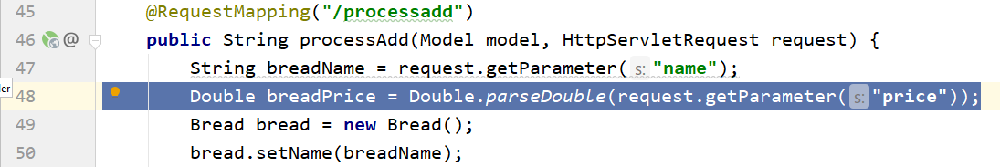 45 @RequestMapping("/processadd")
46 @ public String processAdd(Model model, HttpServletRequest request) {
47 String breadName = request.getParameter( s: "name");
der
48 Double breadPrice = Double.parseDouble(request.getParameter( s: "price"));
49 Bread bread = new Bread();
50 bread.setName(breadName);